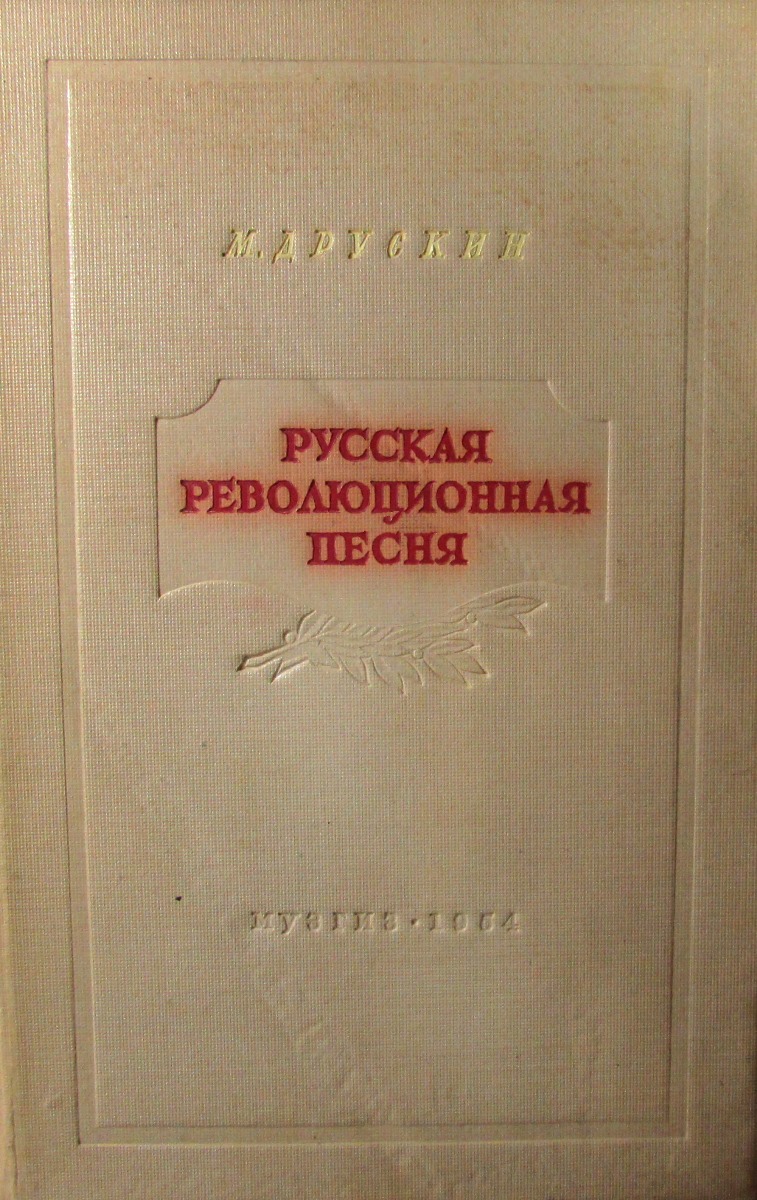 М. ДРУСКИН
РУССКАЯ
РЕВОЛЮЦИОННАЯ
ПЕСНЯ
МУЗГИЗ • 1954